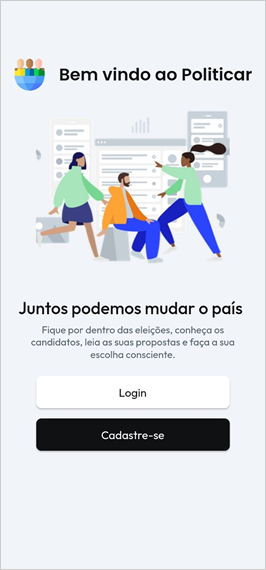 Bem vindo ao Politicar
Juntos podemos mudar o país
Fique por dentro das eleições, conheça os
candidatos, leia as suas propostas e faça a sua
escolha consciente.
Login
Cadastre-se